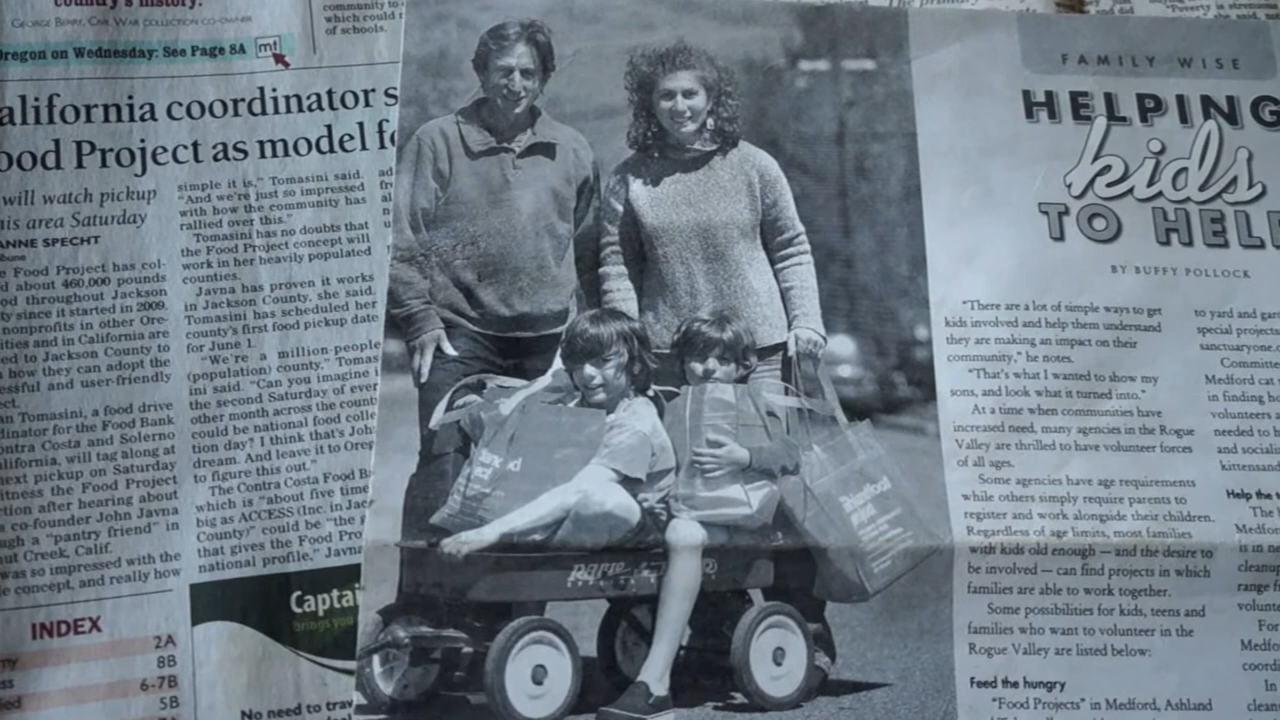 country's history."
GEORGE BERRY, CIVIL WAR COLLECTION CO-OWNER
Oregon on Wednesday: See Page 8A
mt
community to
which could
of schools.
alifornia coordinator s
ood Project as model fo
will watch pickup
his area Saturday
ANNE SPECHT
ibune
e Food Project has col-
d about 460,000 pounds
od throughout Jackson
ty since it started in 2009.
nonprofits in other Ore-
ities and in California are
ed to Jackson County to
how they can adopt the
essful and user-friendly
ect.
an Tomasini, a food drive
dinator for the Food Bank
ontra Costa and Solerno
lifornia, will tag along at
next pickup on Saturday
itness the Food Project
ction after hearing about
a co-founder John Javna
ugh a "pantry friend" in
ut Creek, Calif.
was so impressed with the
e concept, and really how
simple it is," Tomasini said.
"And we're just so impressed
with how the community has
rallied over this."
Tomasini has no doubts that
the Food Project concept will
work in her heavily populated
counties.
Javna has proven it works
in Jackson County, she said.
Tomasini has scheduled her
county's first food pickup date
for June 1.
"We're a million-people
(population) county," Tomas
ini said. "Can you imagine i
the second Saturday of ever
other month across the count
could be national food colle
tion day? I think that's Joh
dream. And leave it to Oreg
to figure this out."
The Contra Costa Food Ba
which is "about five time
big as ACCESS (Inc. in Jac
County)" could be "the
that gives the Food Pro
national profile," Javna
INDEX
2A
8B
6-7B
5B
Captai
brings you
No need to trav
FAMILY WISE
HELPING
kids
TO HEL
BY BUFFY POLLOCK
"There are a lot of simple ways to get
kids involved and help them understand
they are making an impact on their
community," he notes.
"That's what I wanted to show my
sons, and look what it turned into."
At a time when communities have
increased need, many agencies in the Rogue
Valley are thrilled to have volunteer forces
of all ages.
Some agencies have age requirements
while others simply require parents to
register and work alongside their children.
Regardless of age limits, most families
with kids old enough — and the desire to
be involved — can find projects in which
families are able to work together.
Some possibilities for kids, teens and
families who want to volunteer in the
Rogue Valley are listed below:
Feed the hungry
"Food Projects" in Medford, Ashland
to yard and gar
special projects
sanctuaryone.o
Committe
Medford cat
in finding ho
volunteers a
needed to h
and sociali
kittensand
Help the
The
Medfor
is in ne
cleanup
range f
volunte
For
Medfo
coordi
In
clean